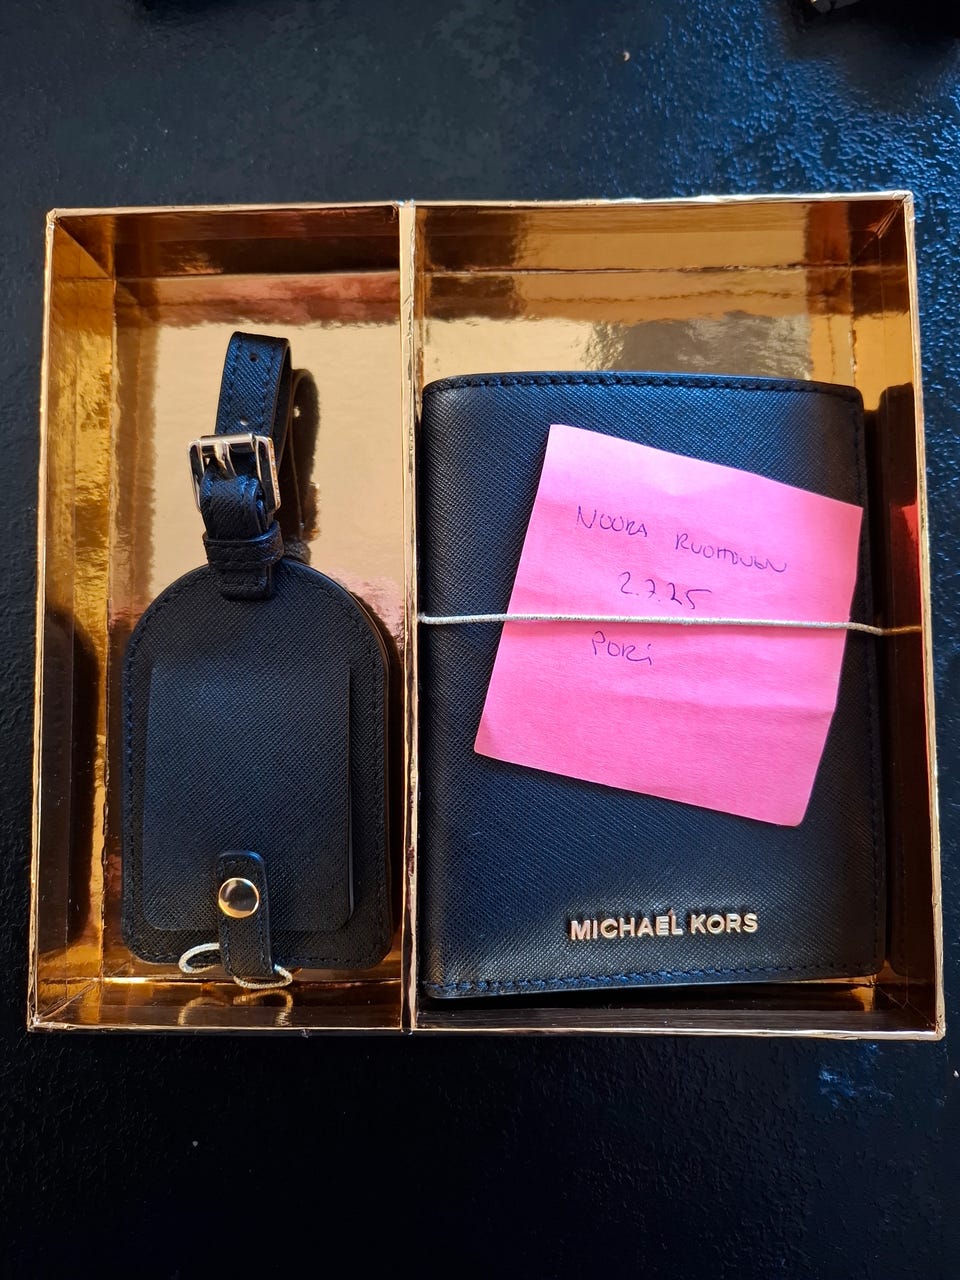 NOORA RUOHONEN
2.7.25
PORi
MICHAEL KORS